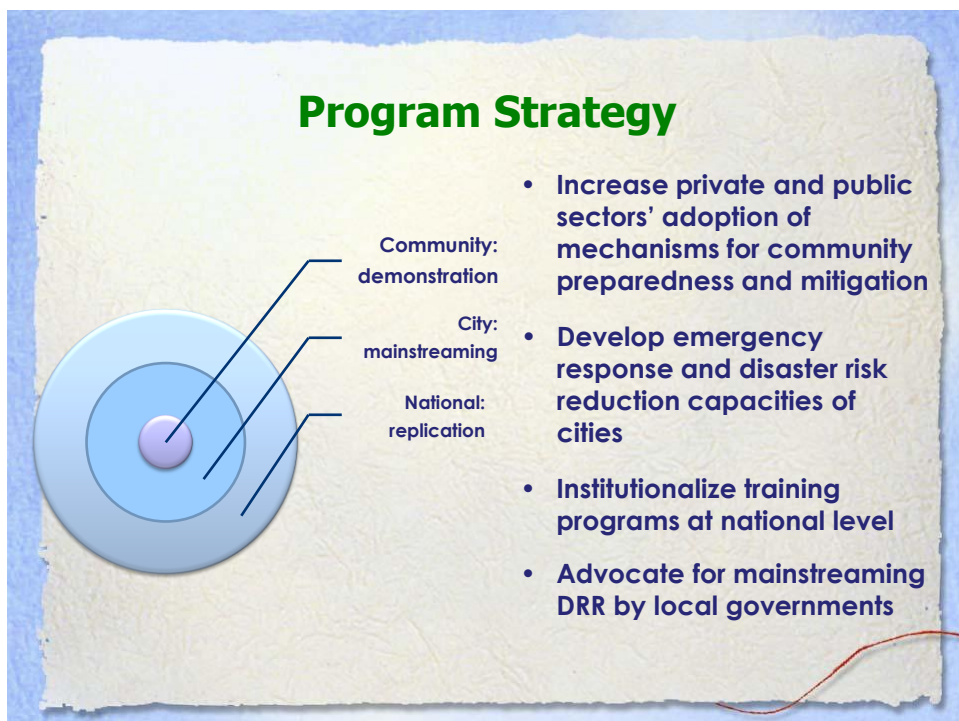 Program Strategy
Community:
demonstration
City:
mainstreaming
National:
replication
• Increase private and public
sectors’ adoption of
mechanisms for community
preparedness and mitigation
• Develop emergency
response and disaster risk
reduction capacities of
cities
• Institutionalize training
programs at national level
• Advocate for mainstreaming
DRR by local governments